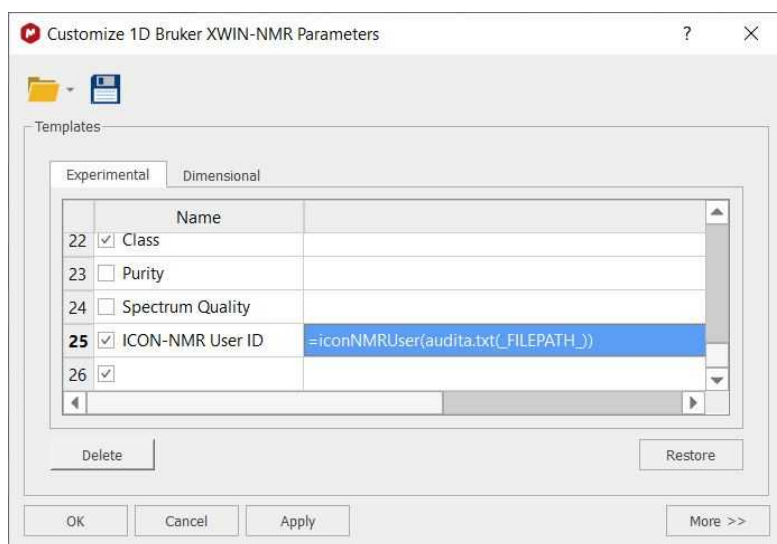 Customize 1D Bruker XWIN-NMR Parameters ? X
Templates
Experimental Dimensional
Name
22 Class
23 Purity
24 Spectrum Quality
25 ICON-NMR User ID =iconNMRUser(audita.txt(_FILEPATH_))
26
Delete Restore
OK Cancel Apply More >>